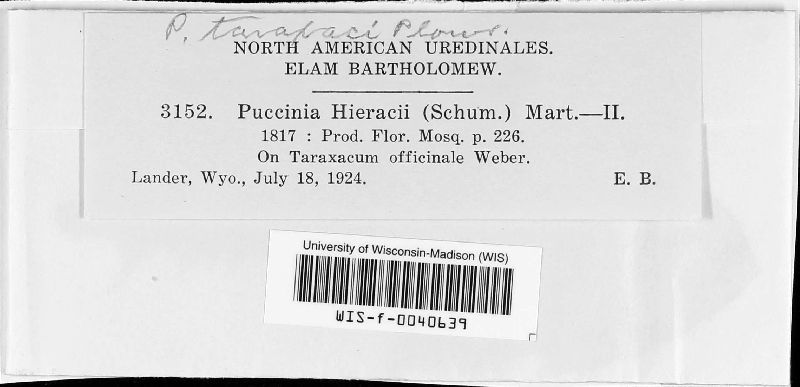 P. taraxaci Plowr.
NORTH AMERICAN UREDINALES.
ELAM BARTHOLOMEW.
3152. Puccinia Hieracii (Schum.) Mart.—II.
1817 : Prod. Flor. Mosq. p. 226.
On Taraxacum officinale Weber.
Lander, Wyo., July 18, 1924. E. B.
University of Wisconsin-Madison (WIS)
WIS-f-0040639